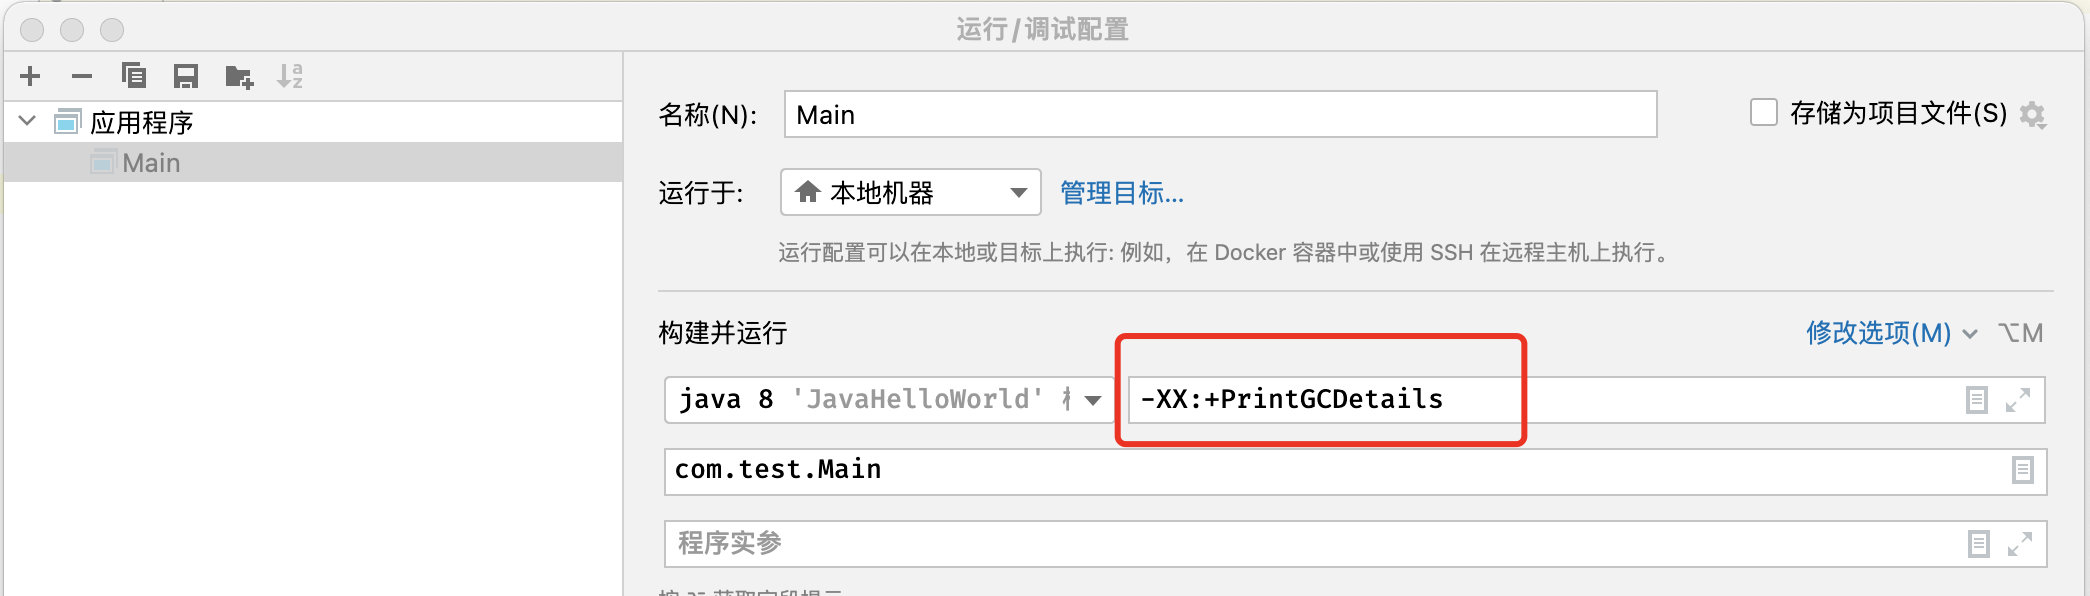 运行/调试配置
应用程序
Main
名称(N):
Main
存储为项目文件(S)
运行于:
本地机器
管理目标...
运行配置可以在本地或目标上执行: 例如，在 Docker 容器中或使用 SSH 在远程主机上执行。
构建并运行
修改选项(M)
⌥M
java 8 'JavaHelloWorld'
-XX:+PrintGCDetails
com.test.Main
程序实参